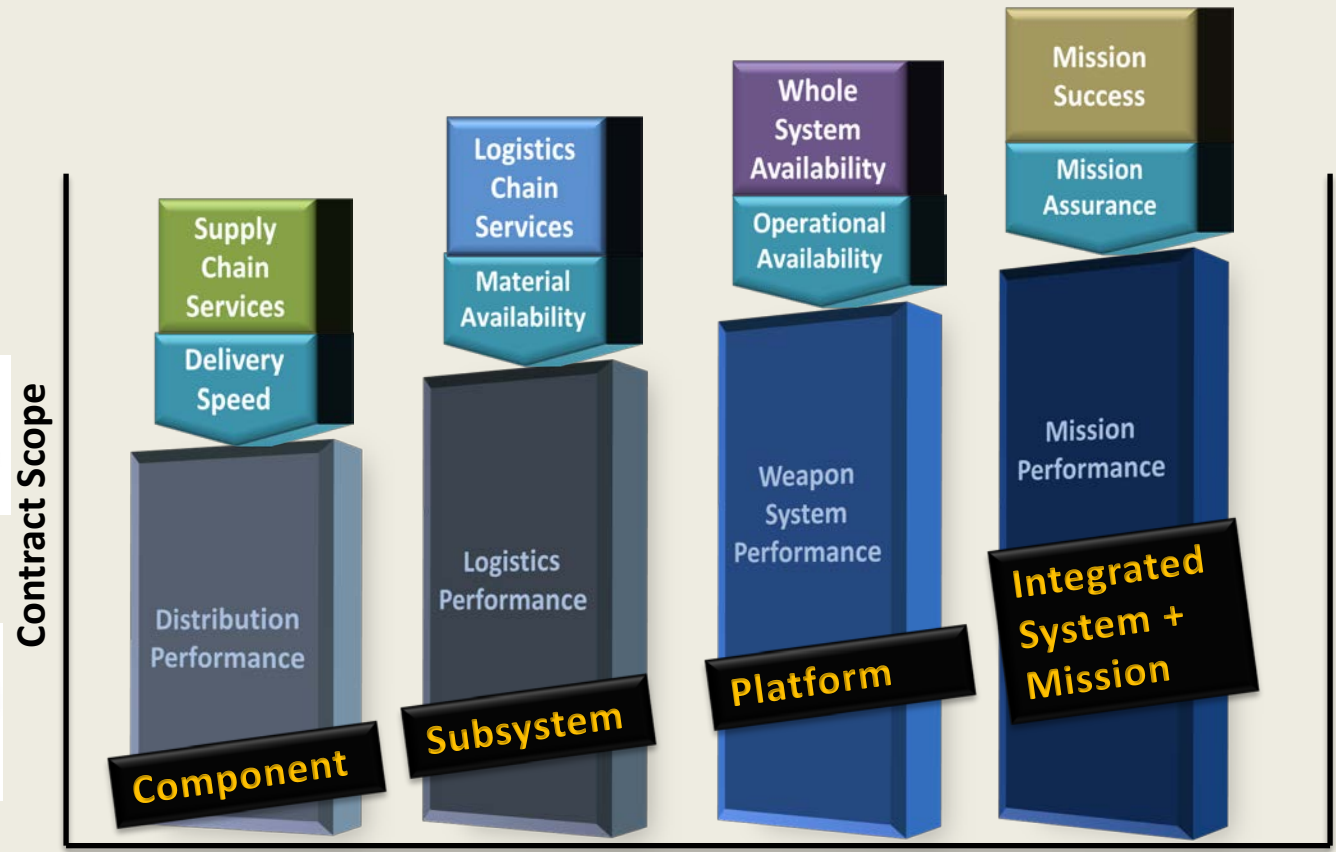 Contract Scope
Supply
Chain
Services
Delivery
Speed
Distribution
Performance
Component
Logistics
Chain
Services
Material
Availability
Logistics
Performance
Subsystem
Whole
System
Availability
Operational
Availability
Weapon
System
Performance
Platform
Mission
Success
Mission
Assurance
Mission
Performance
Integrated
System +
Mission